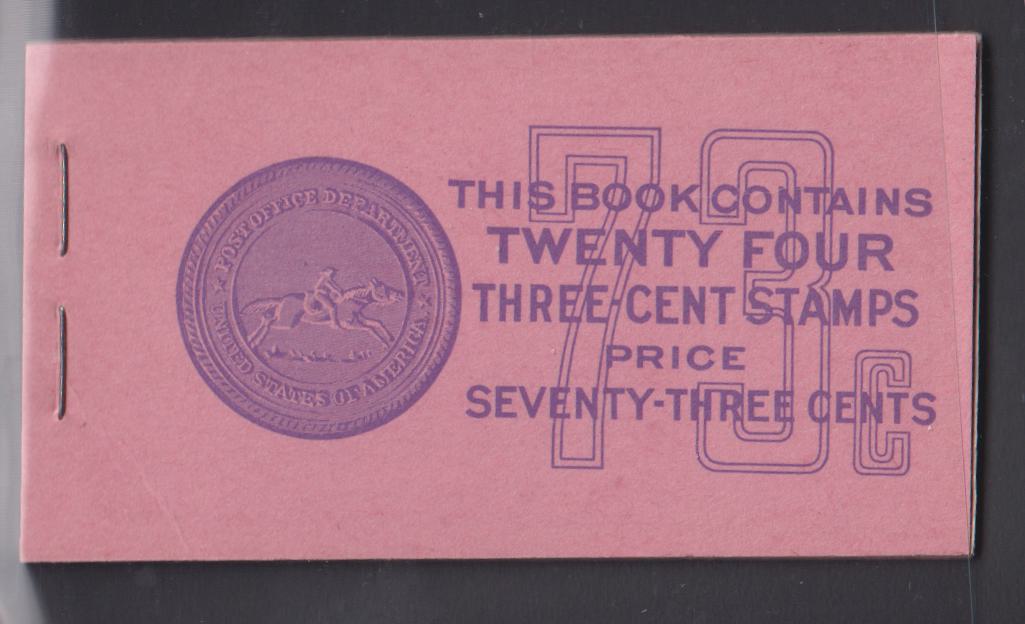 POST OFFICE DEPARTMENT
UNITED STATES OF AMERICA
73c
THIS BOOK CONTAINS
TWENTY FOUR
THREE-CENT STAMPS
PRICE
SEVENTY-THREE CENTS